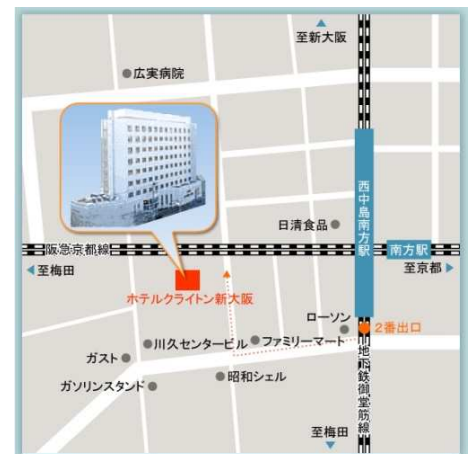 至新大阪
広実病院
西中島南方駅
日清食品
阪急京都線
南方駅
至梅田
至京都
ホテルクライトン新大阪
ローソン
2番出口
川久センタービル
ファミリーマート
ガスト
昭和シェル
ガソリンスタンド
地下鉄御堂筋線
至梅田